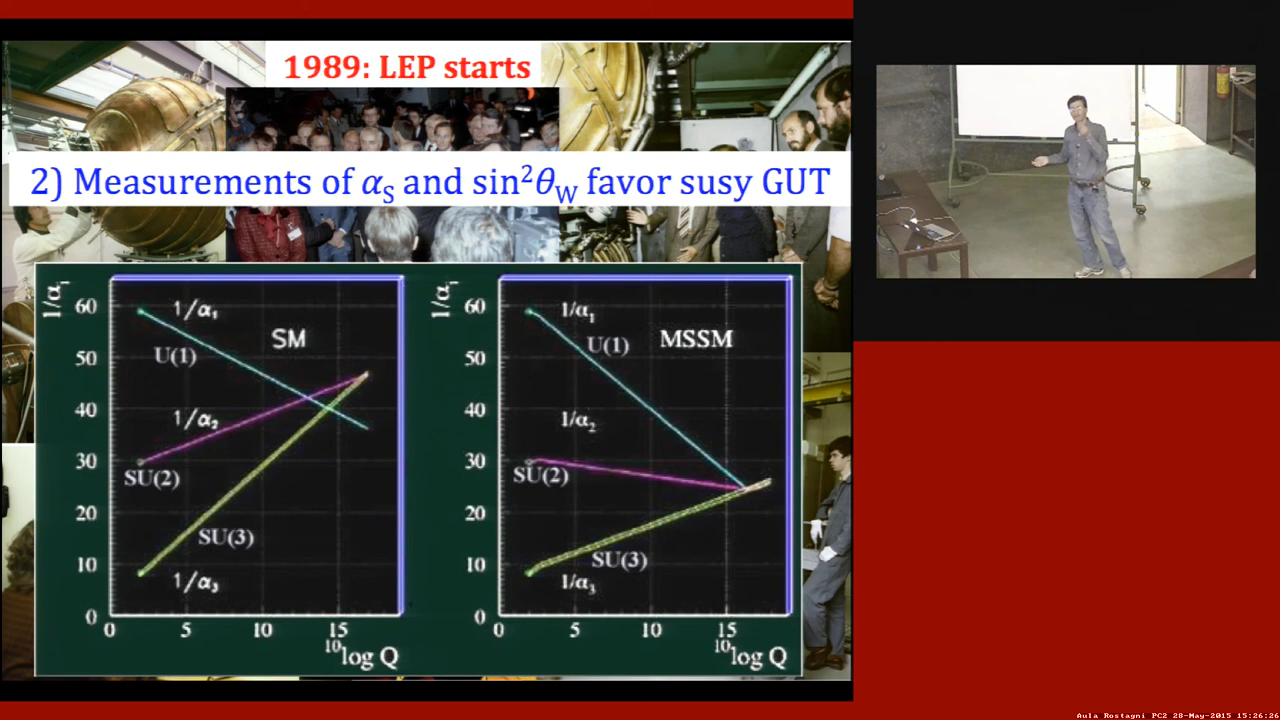 1989: LEP starts
2) Measurements of αS and sin²θW favor susy GUT
1/αi
60
50
40
30
20
10
0
0
5
10
15
¹⁰log Q
1/α₁
U(1)
SM
1/α₂
SU(2)
SU(3)
1/α₃
1/αi
60
50
40
30
20
10
0
0
5
10
15
¹⁰log Q
1/α₁
U(1)
MSSM
1/α₂
SU(2)
SU(3)
1/α₃
Aula Rostagni PC2 28-May-2015 15:26:26